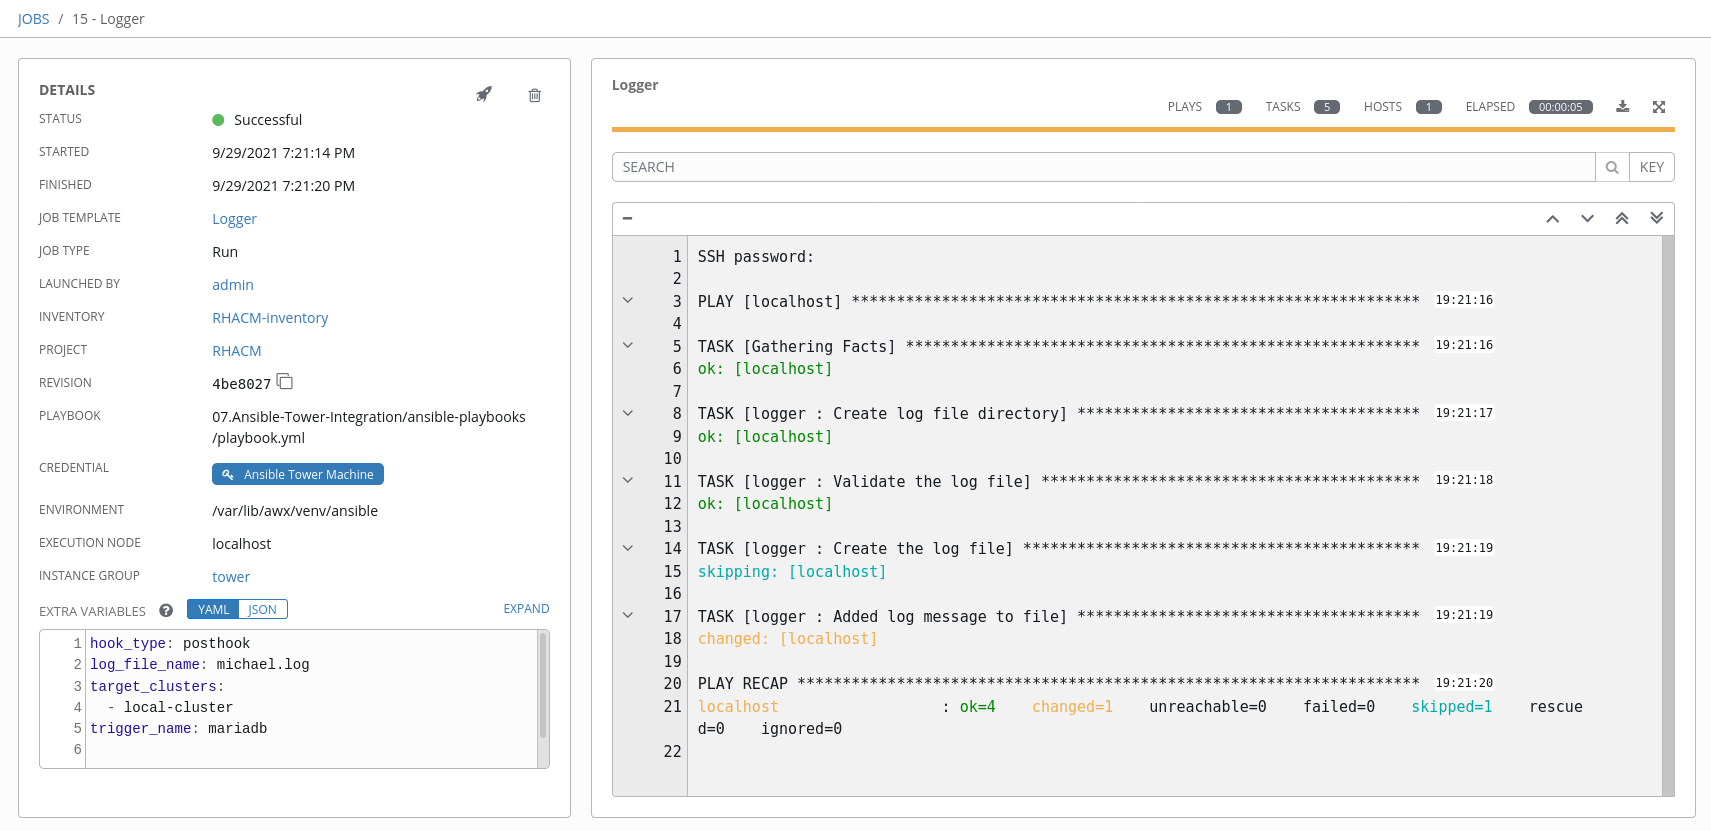 JOBS / 15 - Logger
DETAILS
STATUS Successful
STARTED 9/29/2021 7:21:14 PM
FINISHED 9/29/2021 7:21:20 PM
JOB TEMPLATE Logger
JOB TYPE Run
LAUNCHED BY admin
INVENTORY RHACM-inventory
PROJECT RHACM
REVISION 4be8027
PLAYBOOK 07.Ansible-Tower-Integration/ansible-playbooks
/playbook.yml
CREDENTIAL Ansible Tower Machine
ENVIRONMENT /var/lib/awx/venv/ansible
EXECUTION NODE localhost
INSTANCE GROUP tower
EXTRA VARIABLES ? YAML JSON EXPAND
1 hook_type: posthook
2 log_file_name: michael.log
3 target_clusters:
4   - local-cluster
5 trigger_name: mariadb
6
Logger
PLAYS 1 TASKS 5 HOSTS 1 ELAPSED 00:00:05
SEARCH KEY
1 SSH password:
2
3 PLAY [localhost] *************************************************************** 19:21:16
4
5 TASK [Gathering Facts] ********************************************************* 19:21:16
6 ok: [localhost]
7
8 TASK [logger : Create log file directory] ************************************** 19:21:17
9 ok: [localhost]
10
11 TASK [logger : Validate the log file] ****************************************** 19:21:18
12 ok: [localhost]
13
14 TASK [logger : Create the log file] ******************************************** 19:21:19
15 skipping: [localhost]
16
17 TASK [logger : Added log message to file] ************************************** 19:21:19
18 changed: [localhost]
19
20 PLAY RECAP ********************************************************************* 19:21:20
21 localhost                  : ok=4    changed=1    unreachable=0    failed=0    skipped=1    rescue
d=0    ignored=0
22